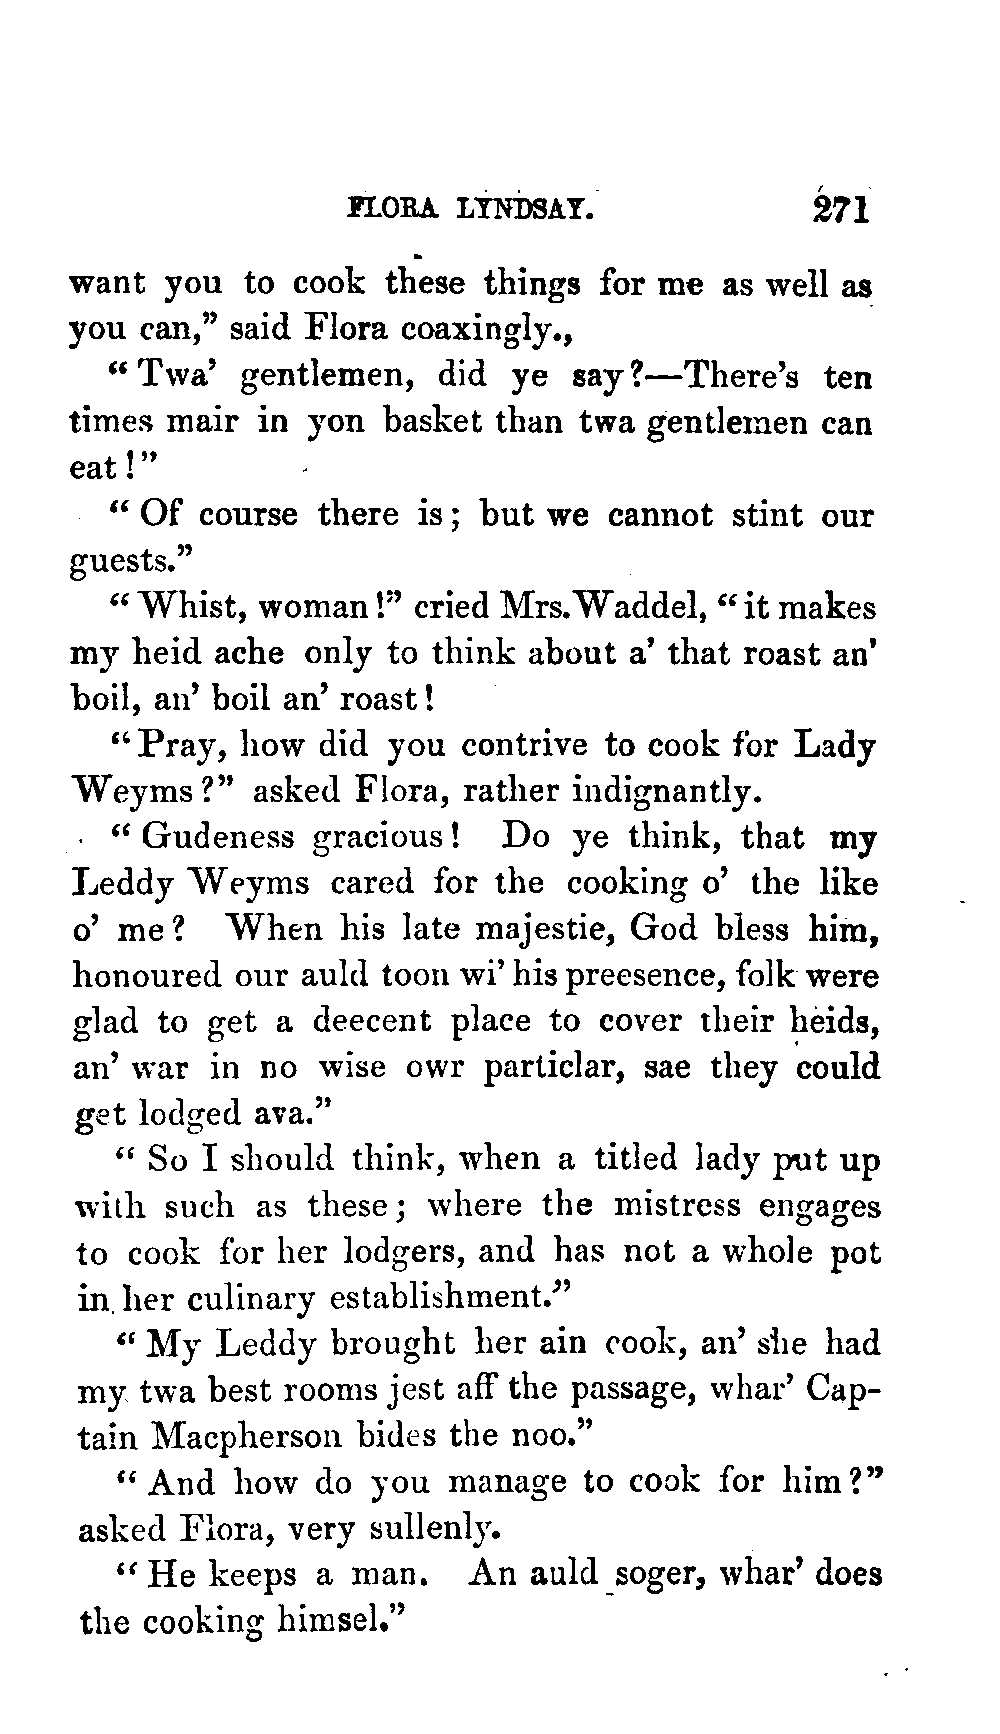 FLORA LYNDSAY. 271
want you to cook these things for me as well as
you can,” said Flora coaxingly.,
“ Twa’ gentlemen, did ye say?—There’s ten
times mair in yon basket than twa gentlemen can
eat!”
“ Of course there is; but we cannot stint our
guests.”
“ Whist, woman!” cried Mrs. Waddel, “ it makes
my heid ache only to think about a’ that roast an’
boil, an’ boil an’ roast!
“ Pray, how did you contrive to cook for Lady
Weyms?” asked Flora, rather indignantly.
“ Gudeness gracious! Do ye think, that my
Leddy Weyms cared for the cooking o’ the like
o’ me? When his late majestie, God bless him,
honoured our auld toon wi’ his preesence, folk were
glad to get a deecent place to cover their heids,
an’ war in no wise owr particlar, sae they could
get lodged ava.”
“ So I should think, when a titled lady put up
with such as these; where the mistress engages
to cook for her lodgers, and has not a whole pot
in her culinary establishment.”
“ My Leddy brought her ain cook, an’ she had
my twa best rooms jest aff the passage, whar’ Cap-
tain Macpherson bides the noo.”
“ And how do you manage to cook for him?”
asked Flora, very sullenly.
“ He keeps a man. An auld soger, whar’ does
the cooking himsel.”